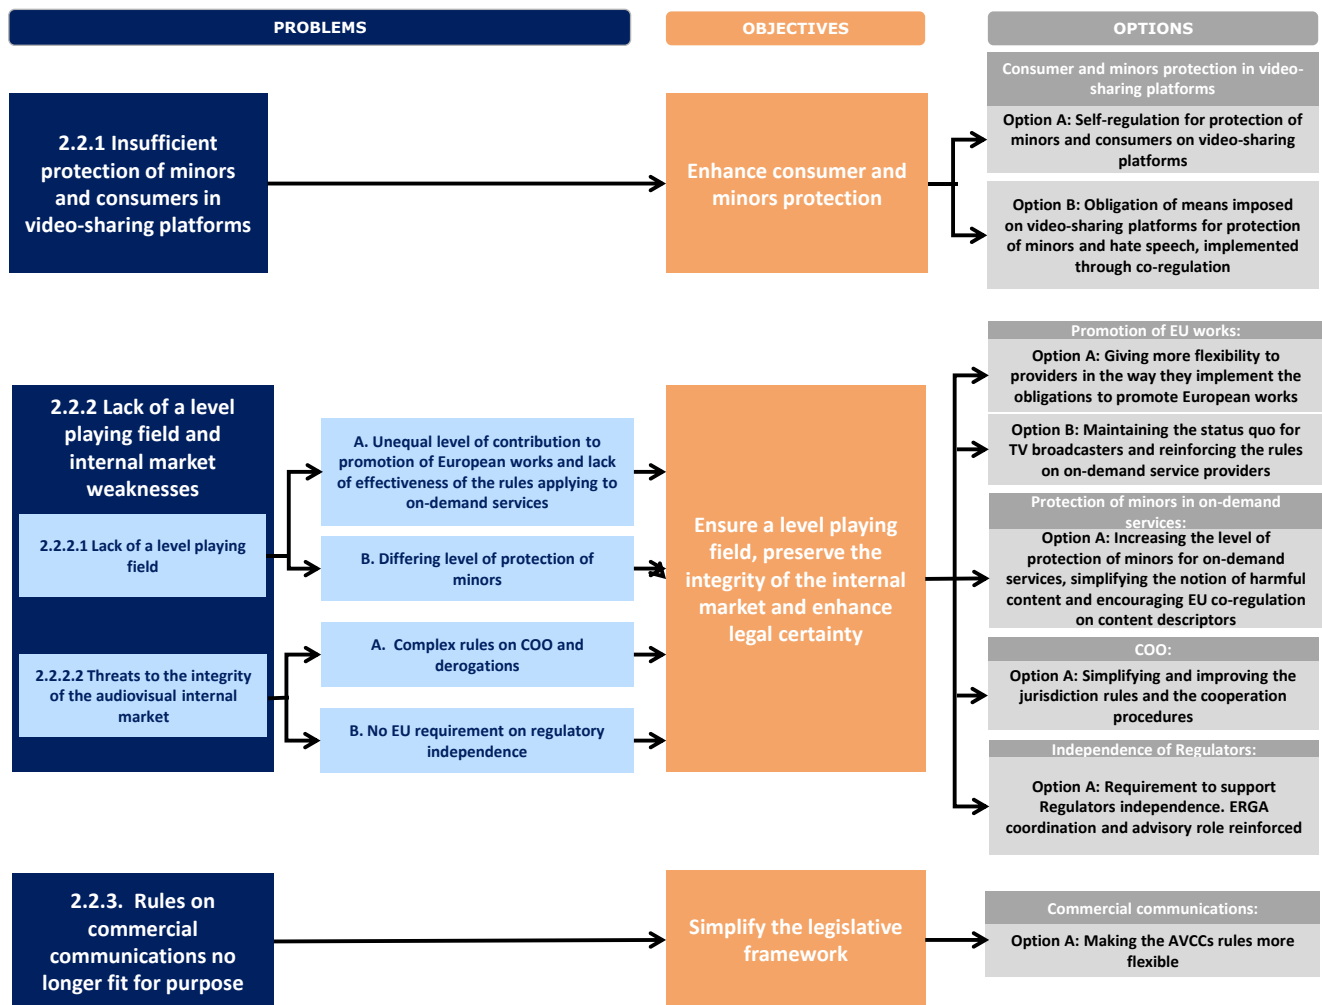 PROBLEMS
OBJECTIVES
OPTIONS
2.2.1 Insufficient
protection of minors
and consumers in
video-sharing platforms
Enhance consumer and
minors protection
Consumer and minors protection in video-
sharing platforms
Option A: Self-regulation for protection of
minors and consumers on video-sharing
platforms
Option B: Obligation of means imposed
on video-sharing platforms for protection
of minors and hate speech, implemented
through co-regulation
2.2.2 Lack of a level
playing field and
internal market
weaknesses
2.2.2.1 Lack of a level playing
field
2.2.2.2 Threats to the integrity
of the audiovisual internal
market
A. Unequal level of contribution to
promotion of European works and lack
of effectiveness of the rules applying to
on-demand services
B. Differing level of protection of
minors
A. Complex rules on COO and
derogations
B. No EU requirement on regulatory
independence
Ensure a level playing
field, preserve the
integrity of the internal
market and enhance
legal certainty
Promotion of EU works:
Option A: Giving more flexibility to
providers in the way they implement the
obligations to promote European works
Option B: Maintaining the status quo for
TV broadcasters and reinforcing the rules
on on-demand service providers
Protection of minors in on-demand
services:
Option A: Increasing the level of
protection of minors for on-demand
services, simplifying the notion of harmful
content and encouraging EU co-regulation
on content descriptors
COO:
Option A: Simplifying and improving the
jurisdiction rules and the cooperation
procedures
Independence of Regulators:
Option A: Requirement to support
Regulators independence. ERGA
coordination and advisory role reinforced
2.2.3. Rules on
commercial
communications no
longer fit for purpose
Simplify the legislative
framework
Commercial communications:
Option A: Making the AVCCs rules more
flexible